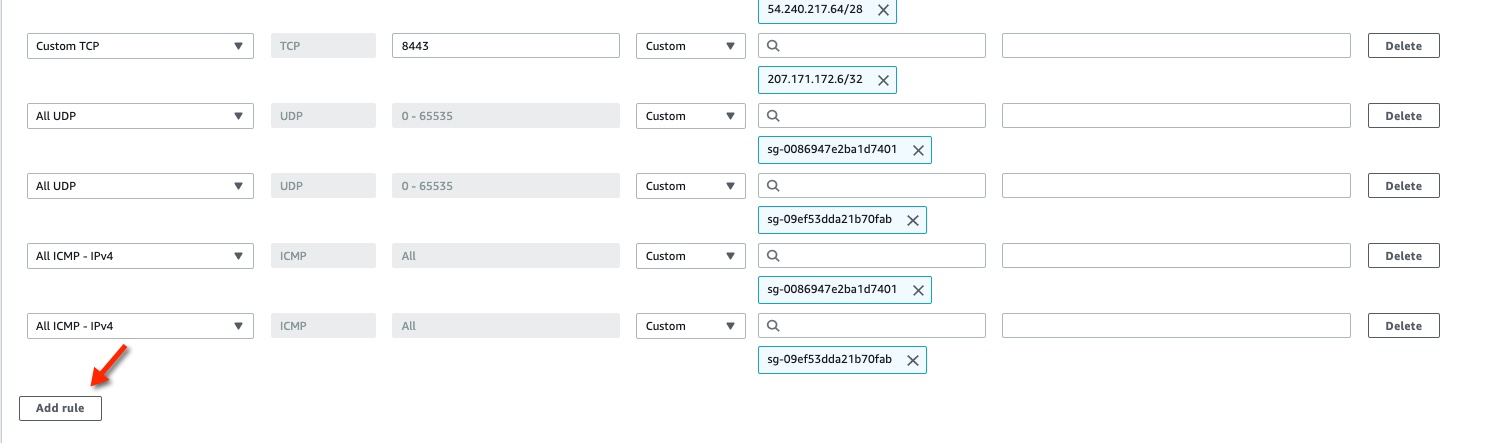 54.240.217.64/28
Custom TCP TCP 8443 Custom Delete
207.171.172.6/32
All UDP UDP 0 - 65535 Custom Delete
sg-0086947e2ba1d7401
All UDP UDP 0 - 65535 Custom Delete
sg-09ef53dda21b70fab
All ICMP - IPv4 ICMP All Custom Delete
sg-0086947e2ba1d7401
All ICMP - IPv4 ICMP All Custom Delete
sg-09ef53dda21b70fab
Add rule